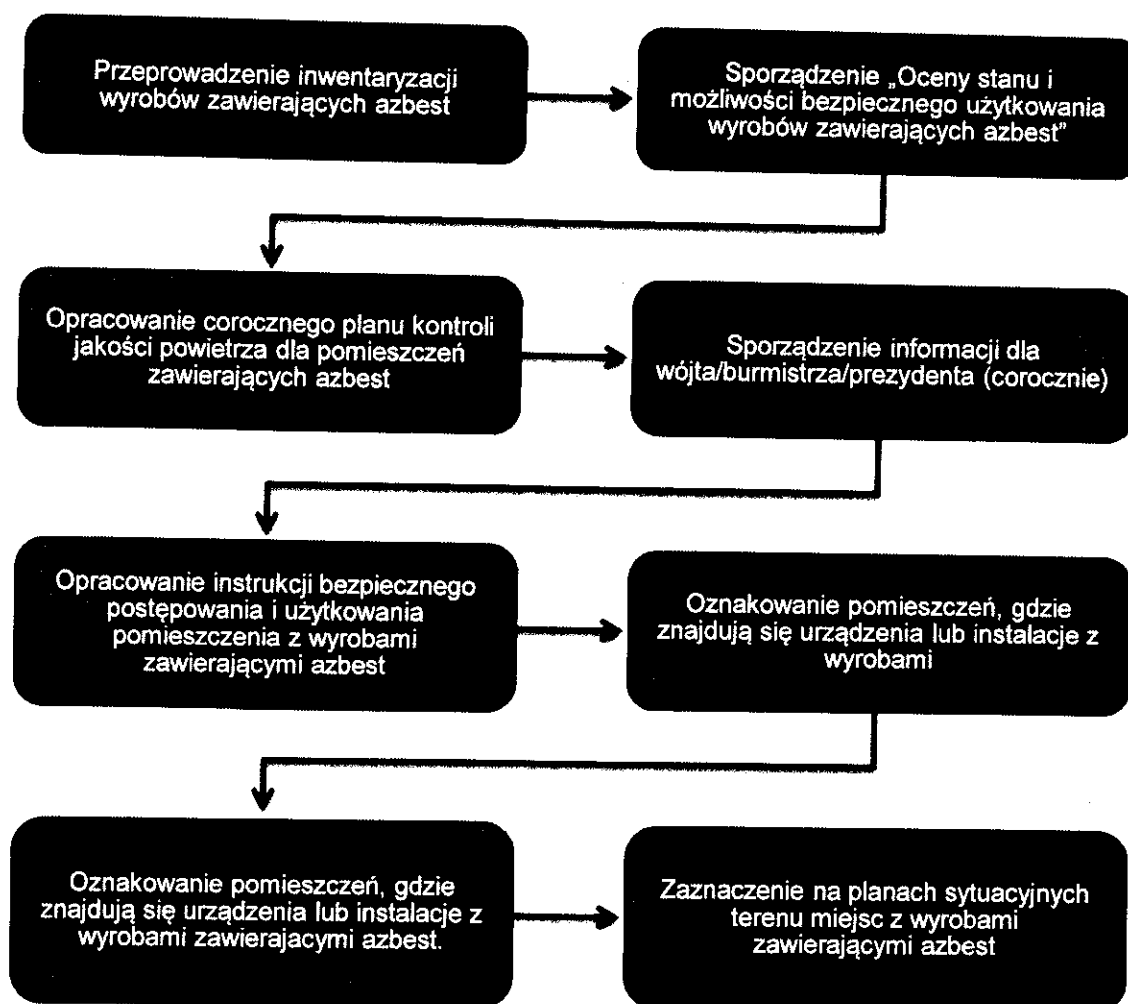 Przeprowadzenie inwentaryzacji
wyrobów zawierających azbest
Sporządzenie „Oceny stanu i
możliwości bezpiecznego użytkowania
wyrobów zawierających azbest”
Opracowanie corocznego planu kontroli
jakości powietrza dla pomieszczeń
zawierających azbest
Sporządzenie informacji dla
wójta/burmistrza/prezydenta (corocznie)
Opracowanie instrukcji bezpiecznego
postępowania i użytkowania
pomieszczenia z wyrobami
zawierającymi azbest
Oznakowanie pomieszczeń, gdzie
znajdują się urządzenia lub instalacje z
wyrobami
Oznakowanie pomieszczeń, gdzie
znajdują się urządzenia lub instalacje z
wyrobami zawierajacymi azbest.
Zaznaczenie na planach sytuacyjnych
terenu miejsc z wyrobami
zawierającymi azbest